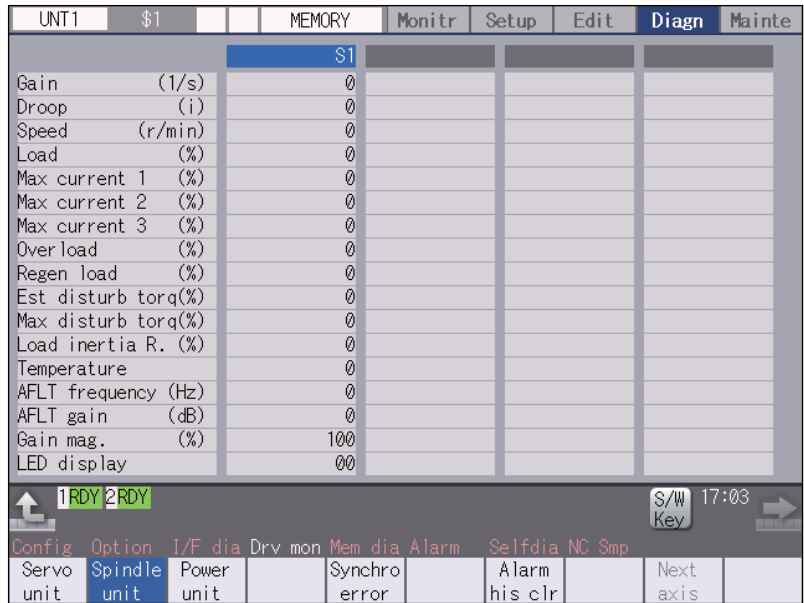 UNT1 $1 MEMORY Monitr Setup Edit Diagn Mainte
S1
Gain (1/s) 0
Droop (i) 0
Speed (r/min) 0
Load (%) 0
Max current 1 (%) 0
Max current 2 (%) 0
Max current 3 (%) 0
Overload (%) 0
Regen load (%) 0
Est disturb torq(%) 0
Max disturb torq(%) 0
Load inertia R. (%) 0
Temperature 0
AFLT frequency (Hz) 0
AFLT gain (dB) 0
Gain mag. (%) 100
LED display 00
1RDY 2RDY S/W 17:03
Key
Config Option I/F dia Drv mon Mem dia Alarm Selfdia NC Smp
Servo Spindle Power Synchro Alarm Next
unit unit unit error his clr axis